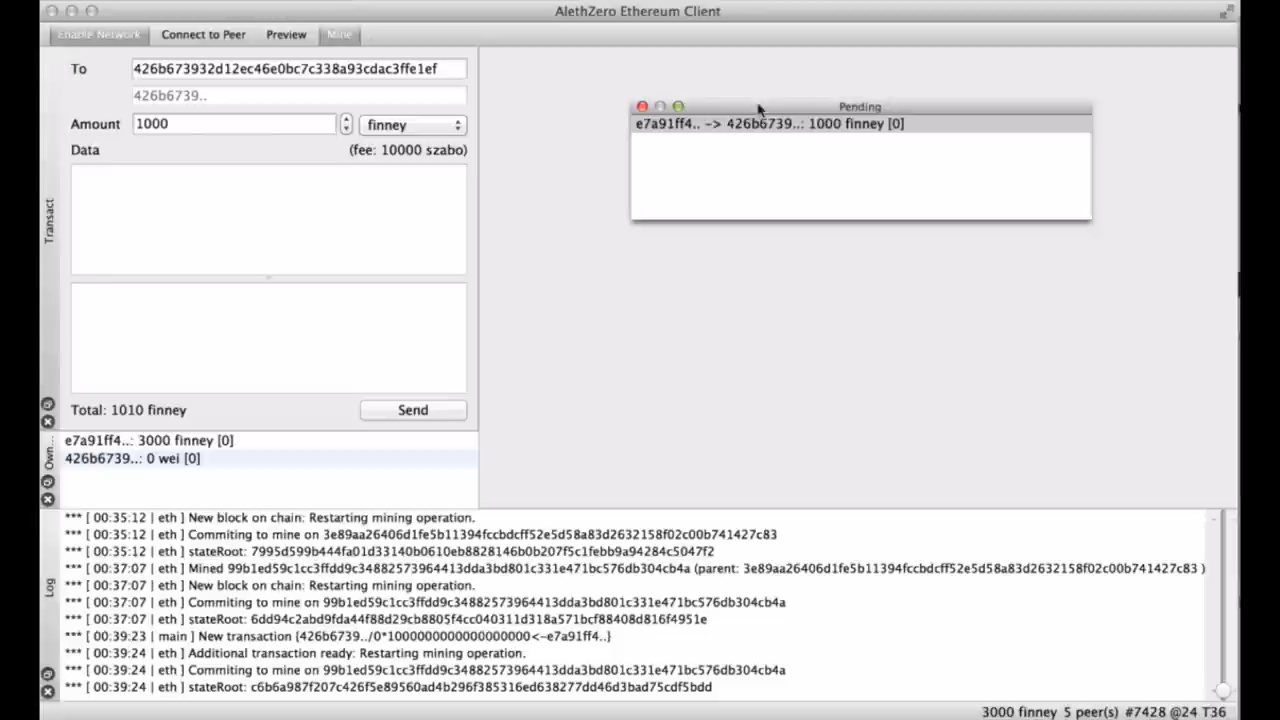 AlethZero Ethereum Client
Enable Network Connect to Peer Preview Mine
To 426b673932d12ec46e0bc7c338a93cdac3ffe1ef
426b6739..
Amount 1000 finney
Data (fee: 10000 szabo)
Transact
Total: 1010 finney Send
Pending
e7a91ff4.. -> 426b6739..: 1000 finney [0]
Own...
e7a91ff4..: 3000 finney [0]
426b6739..: 0 wei [0]
Log
*** [ 00:35:12 | eth ] New block on chain: Restarting mining operation.
*** [ 00:35:12 | eth ] Commiting to mine on 3e89aa26406d1fe5b11394fccbdcff52e5d58a83d2632158f02c00b741427c83
*** [ 00:35:12 | eth ] stateRoot: 7995d599b444fa01d33140b0610eb8828146b0b207f5c1febb9a94284c5047f2
*** [ 00:37:07 | eth ] Mined 99b1ed59c1cc3ffdd9c34882573964413dda3bd801c331e471bc576db304cb4a (parent: 3e89aa26406d1fe5b11394fccbdcff52e5d58a83d2632158f02c00b741427c83 )
*** [ 00:37:07 | eth ] New block on chain: Restarting mining operation.
*** [ 00:37:07 | eth ] Commiting to mine on 99b1ed59c1cc3ffdd9c34882573964413dda3bd801c331e471bc576db304cb4a
*** [ 00:37:07 | eth ] stateRoot: 6dd94c2abd9fda44f88d29cb8805f4cc040311d318a571bcf88408d816f4951e
*** [ 00:39:23 | main ] New transaction {426b6739../0*1000000000000000000<-e7a91ff4..}
*** [ 00:39:24 | eth ] Additional transaction ready: Restarting mining operation.
*** [ 00:39:24 | eth ] Commiting to mine on 99b1ed59c1cc3ffdd9c34882573964413dda3bd801c331e471bc576db304cb4a
*** [ 00:39:24 | eth ] stateRoot: c6b6a987f207c426f5e89560ad4b296f385316ed638277dd46d3bad75cdf5bdd
3000 finney 5 peer(s) #7428 @24 T36